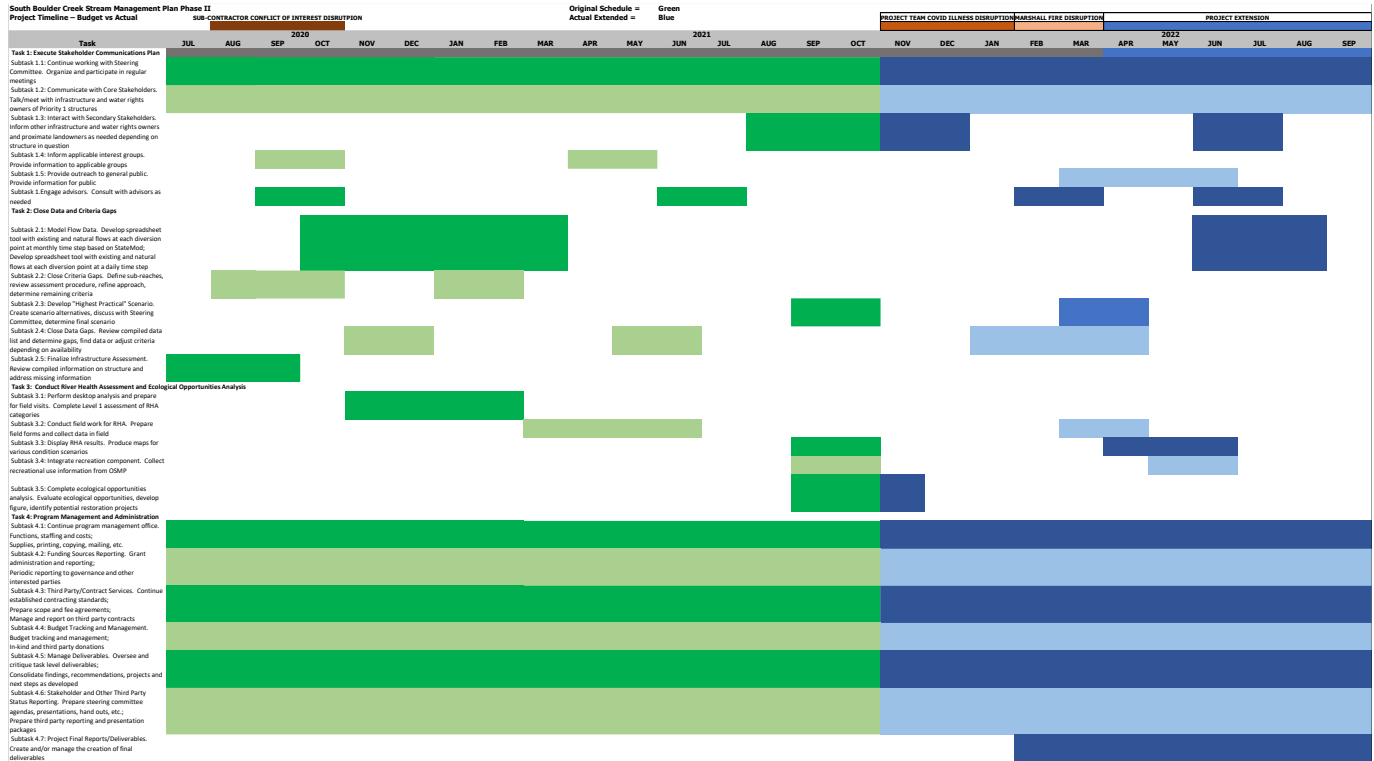 South Boulder Creek Stream Management Plan Phase II
Original Schedule = Green
Project Timeline -- Budget vs Actual
SUB-CONTRACTOR CONFLICT OF INTEREST DISRUTPION
Actual Extended = Blue
PROJECT TEAM COVID ILLNESS DISRUPTION
MARSHALL FIRE DISRUPTION
PROJECT EXTENSION
2020 2021 2022
Task JUL AUG SEP OCT NOV DEC JAN FEB MAR APR MAY JUN JUL AUG SEP OCT NOV DEC JAN FEB MAR APR MAY JUN JUL AUG SEP
Task 1: Execute Stakeholder Communications Plan
Subtask 1.1: Continue working with Steering
Committee. Organize and participate in regular
meetings
Subtask 1.2: Communicate with Core Stakeholders.
Talk/meet with infrastructure and water rights
owners of Priority 1 structures
Subtask 1.3: Interact with Secondary Stakeholders.
Inform other infrastructure and water rights owners
and proximate landowners as needed depending on
structure in question
Subtask 1.4: Inform applicable interest groups.
Provide information to applicable groups
Subtask 1.5: Provide outreach to general public.
Provide information for public
Subtask 1.Engage advisors. Consult with advisors as
needed
Task 2: Close Data and Criteria Gaps
Subtask 2.1: Model Flow Data. Develop spreadsheet
tool with existing and natural flows at each diversion
point at monthly time step based on StateMod;
Develop spreadsheet tool with existing and natural
flows at each diversion point at a daily time step
Subtask 2.2: Close Criteria Gaps. Define sub-reaches,
review assessment procedure, refine approach,
determine remaining criteria
Subtask 2.3: Develop "Highest Practical" Scenario.
Create scenario alternatives, discuss with Steering
Committee, determine final scenario
Subtask 2.4: Close Data Gaps. Review compiled data
list and determine gaps, find data or adjust criteria
depending on availability
Subtask 2.5: Finalize Infrastructure Assessment.
Review compiled information on structure and
address missing information
Task 3: Conduct River Health Assessment and Ecological Opportunities Analysis
Subtask 3.1: Perform desktop analysis and prepare
for field visits. Complete Level 1 assessment of RHA
categories
Subtask 3.2: Conduct field work for RHA. Prepare
field forms and collect data in field
Subtask 3.3: Display RHA results. Produce maps for
various condition scenarios
Subtask 3.4: Integrate recreation component. Collect
recreational use information from OSMP
Subtask 3.5: Complete ecological opportunities
analysis. Evaluate ecological opportunities, develop
figure, identify potential restoration projects
Task 4: Program Management and Administration
Subtask 4.1: Continue program management office.
Functions, staffing and costs;
Supplies, printing, copying, mailing, etc.
Subtask 4.2: Funding Sources Reporting. Grant
administration and reporting;
Periodic reporting to governance and other
interested parties
Subtask 4.3: Third Party/Contract Services. Continue
established contracting standards;
Prepare scope and fee agreements;
Manage and report on third party contracts
Subtask 4.4: Budget Tracking and Management.
Budget tracking and management;
In-kind and third party donations
Subtask 4.5: Manage Deliverables. Oversee and
critique task level deliverables;
Consolidate findings, recommendations, projects and
next steps as developed
Subtask 4.6: Stakeholder and Other Third Party
Status Reporting. Prepare steering committee
agendas, presentations, hand outs, etc.;
Prepare third party reporting and presentation
packages
Subtask 4.7: Project Final Reports/Deliverables.
Create and/or manage the creation of final
deliverables